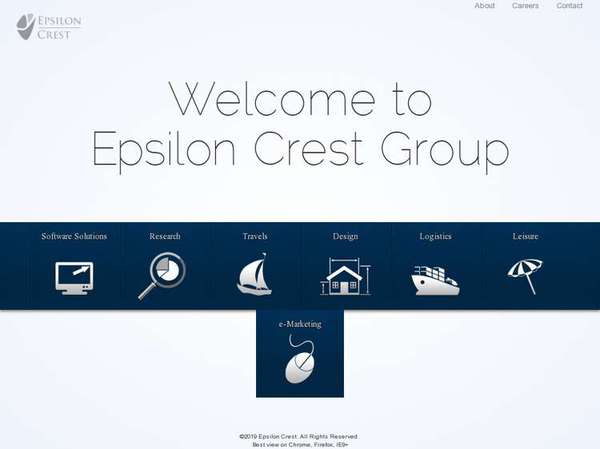 About Careers Contact
EPSILON
CREST
Welcome to
Epsilon Crest Group
Software Solutions Research Travels Design Logistics Leisure
e-Marketing
©2019 Epsilon Crest. All Rights Reserved
Best view on Chrome, Firefox, IE9+